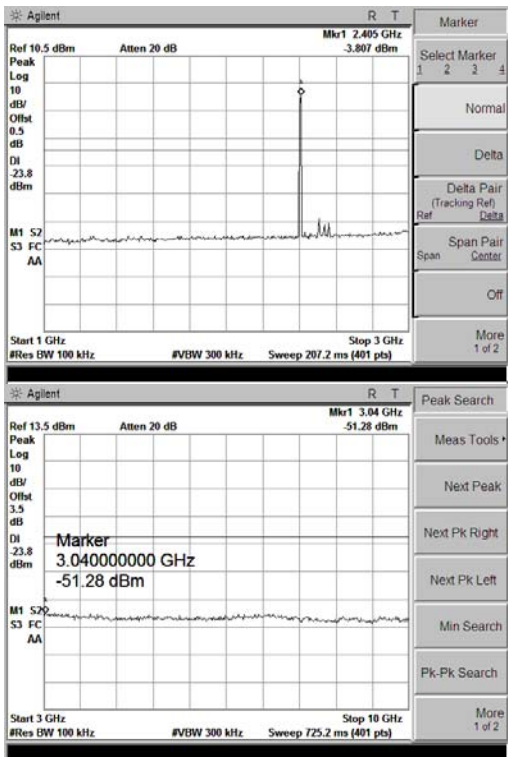 Agilent R T
Mkr1 2.405 GHz
Ref 10.5 dBm Atten 20 dB -3.807 dBm
Peak
Log
10
dB/
Offst
0.5
dB
DI
-23.8
dBm
M1 S2
S3 FC
AA
1
Start 1 GHz Stop 3 GHz
#Res BW 100 kHz #VBW 300 kHz Sweep 207.2 ms (401 pts)
Marker
Select Marker
1 2 3 4
Normal
Delta
Delta Pair
(Tracking Ref)
Ref Delta
Span Pair
Span Center
Off
More
1 of 2
Agilent R T
Mkr1 3.04 GHz
Ref 13.5 dBm Atten 20 dB -51.28 dBm
Peak
Log
10
dB/
Offst
3.5
dB
DI
-23.8
dBm
Marker
3.040000000 GHz
-51.28 dBm
M1 S2
S3 FC
AA
Start 3 GHz Stop 10 GHz
#Res BW 100 kHz #VBW 300 kHz Sweep 725.2 ms (401 pts)
Peak Search
Meas Tools
Next Peak
Next Pk Right
Next Pk Left
Min Search
Pk-Pk Search
More
1 of 2